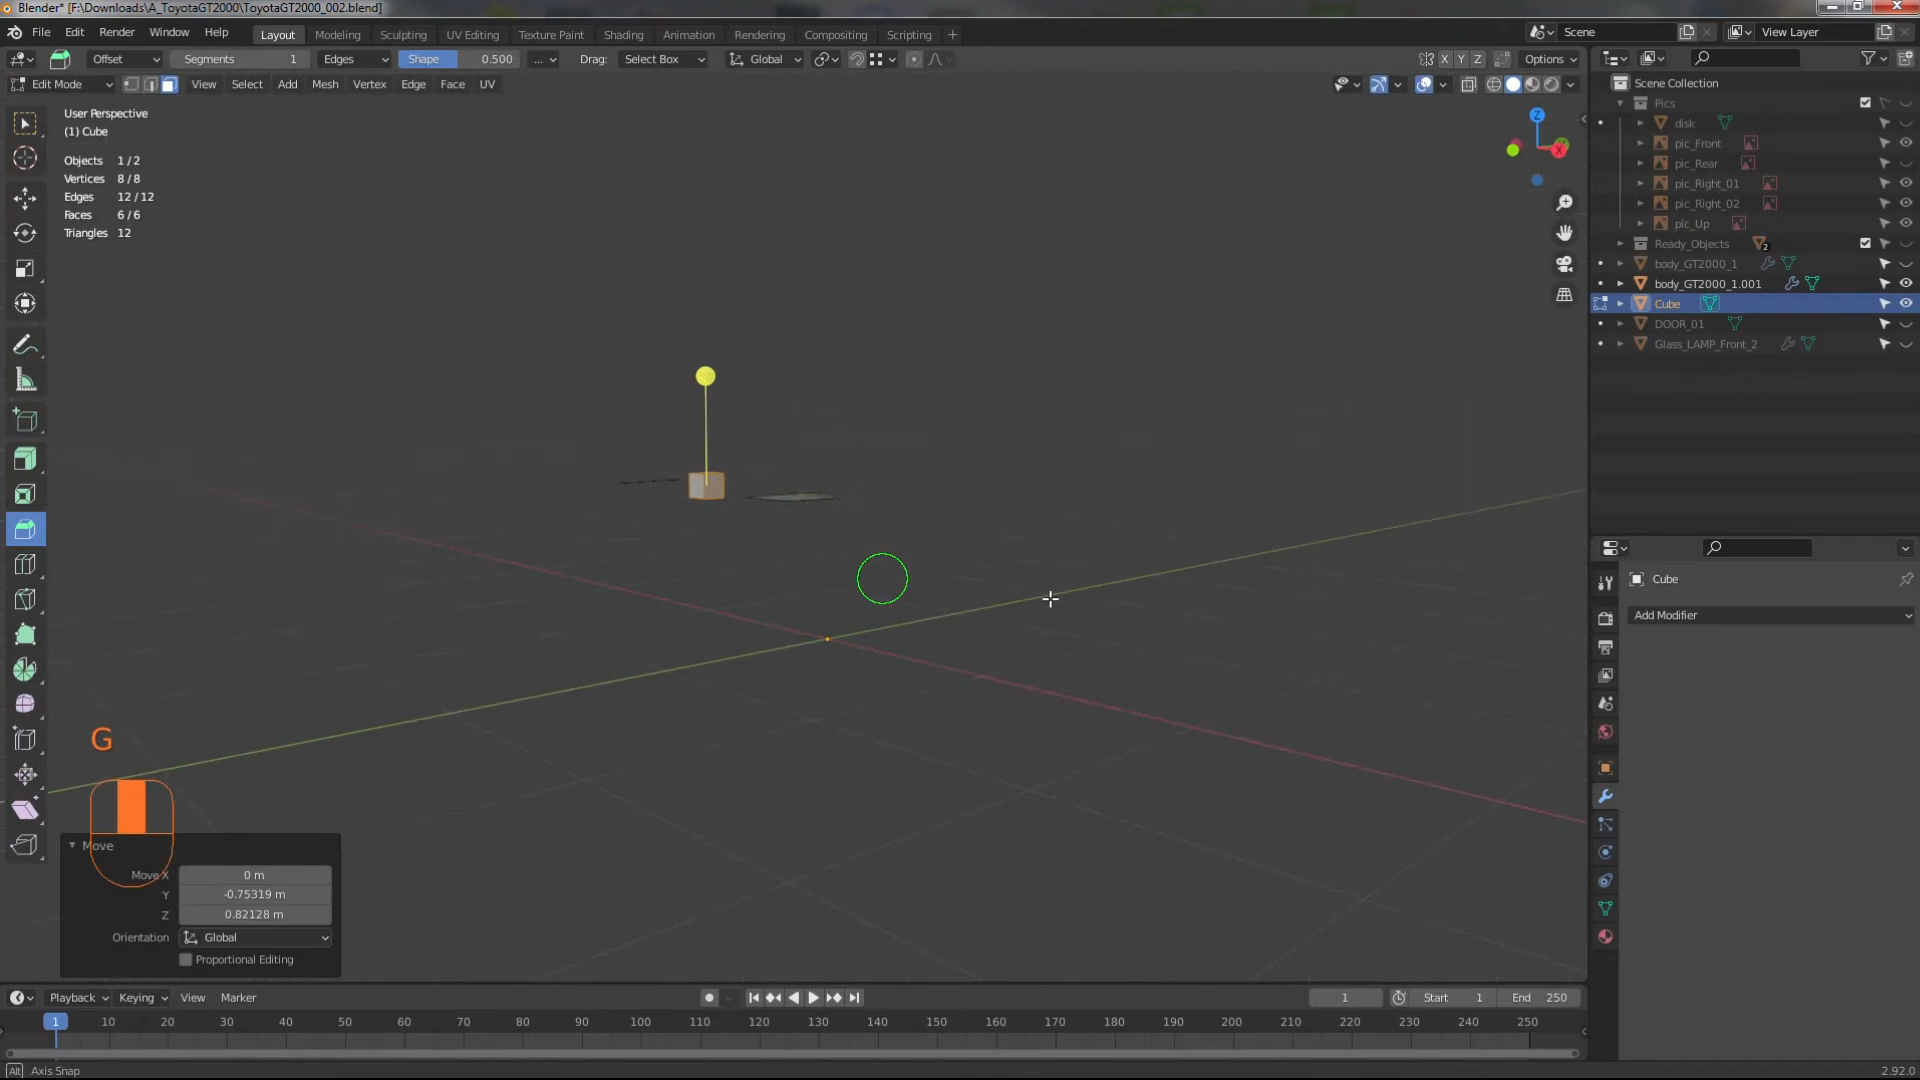 Blender* [F:\Downloads\A_ToyotaGT2000\ToyotaGT2000_002.blend]
File Edit Render Window Help Layout Modeling Sculpting UV Editing Texture Paint Shading Animation Rendering Compositing Scripting + Scene View Layer
Offset Segments 1 Edges Shape 0.500 ... Drag: Select Box Global X Y Z Options
Edit Mode View Select Add Mesh Vertex Edge Face UV
User Perspective
(1) Cube
Objects 1 / 2
Vertices 8/8
Edges 12/12
Faces 6/6
Triangles 12
Z
X
Scene Collection
Pics
disk
pic_Front
pic_Rear
pic_Right_01
pic_Right_02
pic_Up
Ready_Objects 2
body_GT2000_1
body_GT2000_1.001
Cube
DOOR_01
Glass_LAMP_Front_2
Cube
Add Modifier
G
Move
Move X 0 m
Y -0.75319 m
Z 0.82128 m
Orientation Global
Proportional Editing
Playback Keying View Marker 1 Start 1 End 250
1 10 20 30 40 50 60 70 80 90 100 110 120 130 140 150 160 170 180 190 200 210 220 230 240 250
Alt Axis Snap 2.92.0